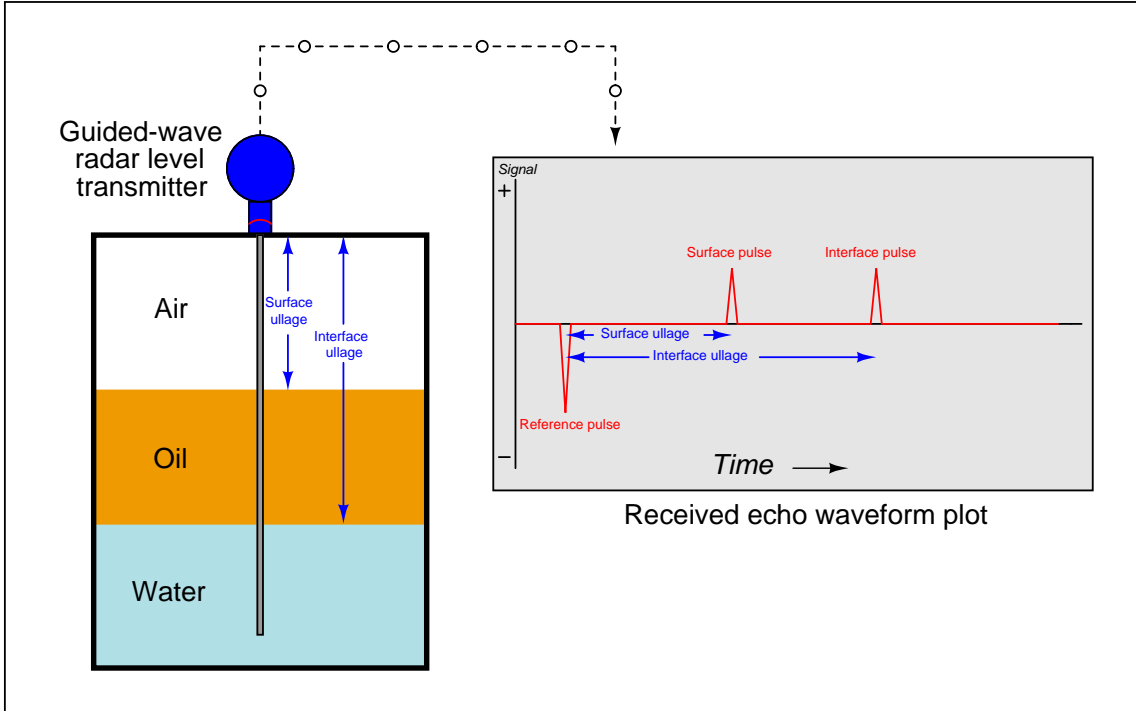 Guided-wave
radar level
transmitter
Air
Surface
ullage
Interface
ullage
Oil
Water
Signal
+
Surface pulse
Interface pulse
Surface ullage
Interface ullage
Reference pulse
−
Time
Received echo waveform plot